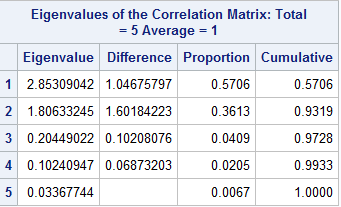 Eigenvalues of the Correlation Matrix: Total
= 5 Average = 1
Eigenvalue Difference Proportion Cumulative
1 2.85309042 1.04675797 0.5706 0.5706
2 1.80633245 1.60184223 0.3613 0.9319
3 0.20449022 0.10208076 0.0409 0.9728
4 0.10240947 0.06873203 0.0205 0.9933
5 0.03367744 0.0067 1.0000